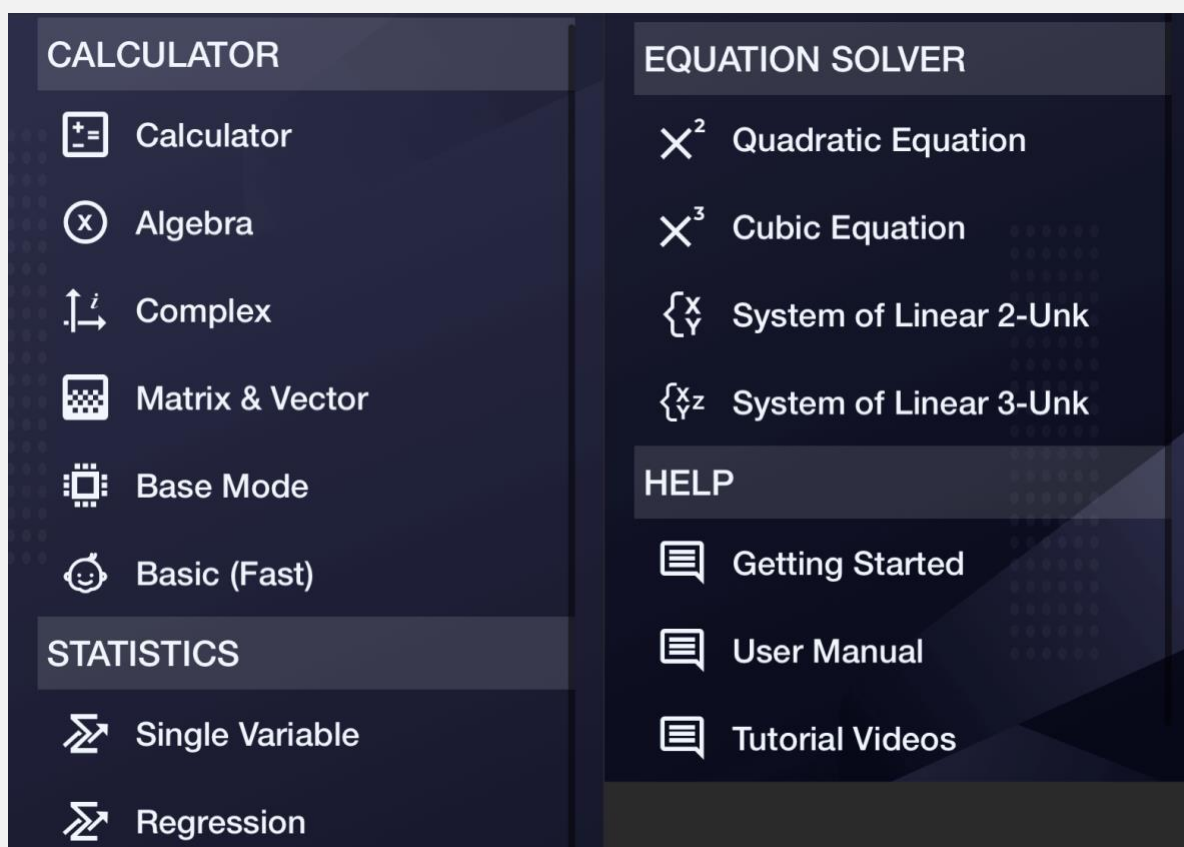 CALCULATOR
Calculator
Algebra
Complex
Matrix & Vector
Base Mode
Basic (Fast)
STATISTICS
Single Variable
Regression
EQUATION SOLVER
Quadratic Equation
Cubic Equation
System of Linear 2-Unk
System of Linear 3-Unk
HELP
Getting Started
User Manual
Tutorial Videos